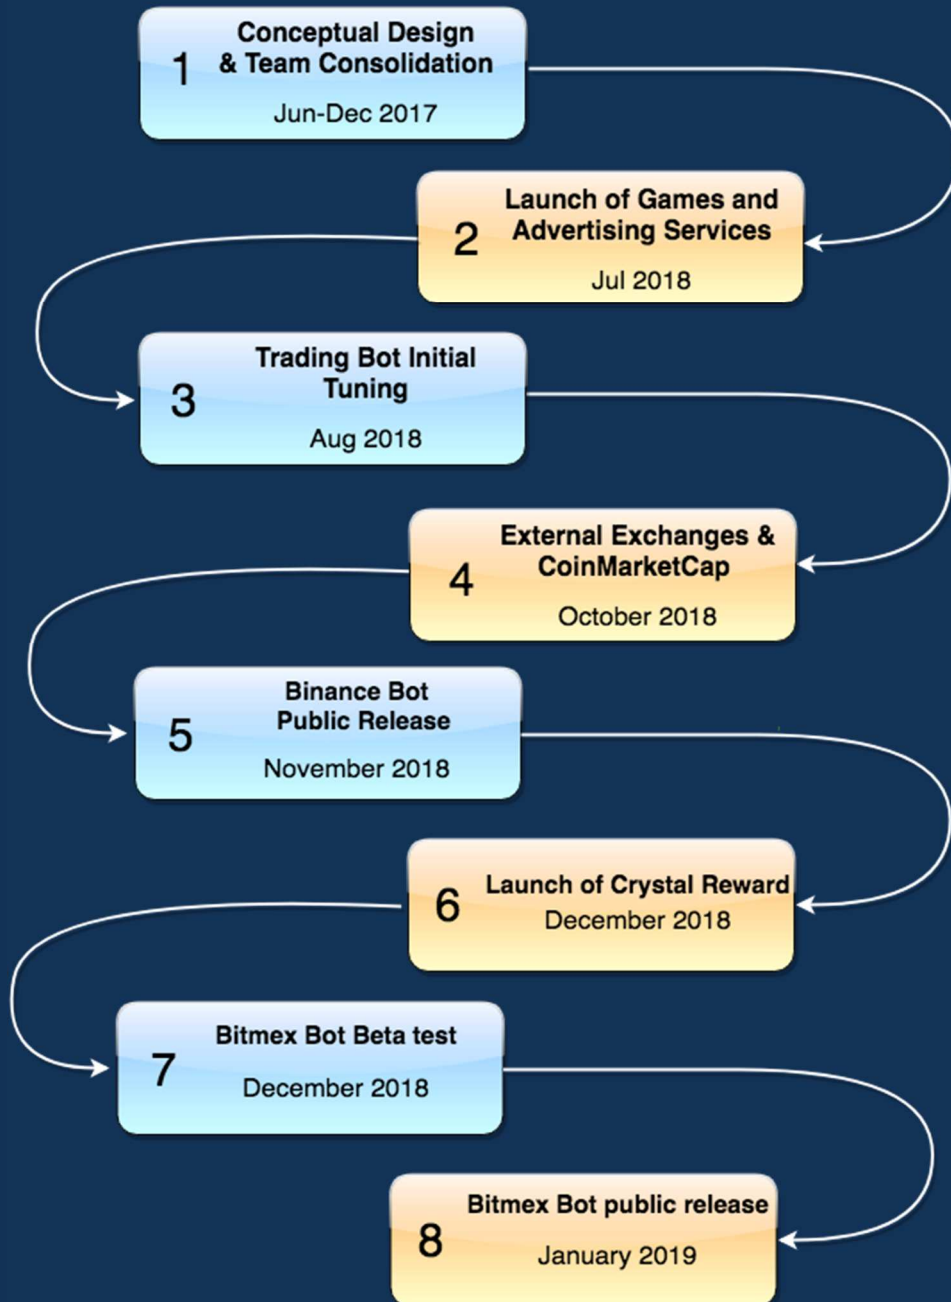 1
Conceptual Design
& Team Consolidation
Jun-Dec 2017
2
Launch of Games and
Advertising Services
Jul 2018
3
Trading Bot Initial
Tuning
Aug 2018
4
External Exchanges &
CoinMarketCap
October 2018
5
Binance Bot
Public Release
November 2018
6
Launch of Crystal Reward
December 2018
7
Bitmex Bot Beta test
December 2018
8
Bitmex Bot public release
January 2019